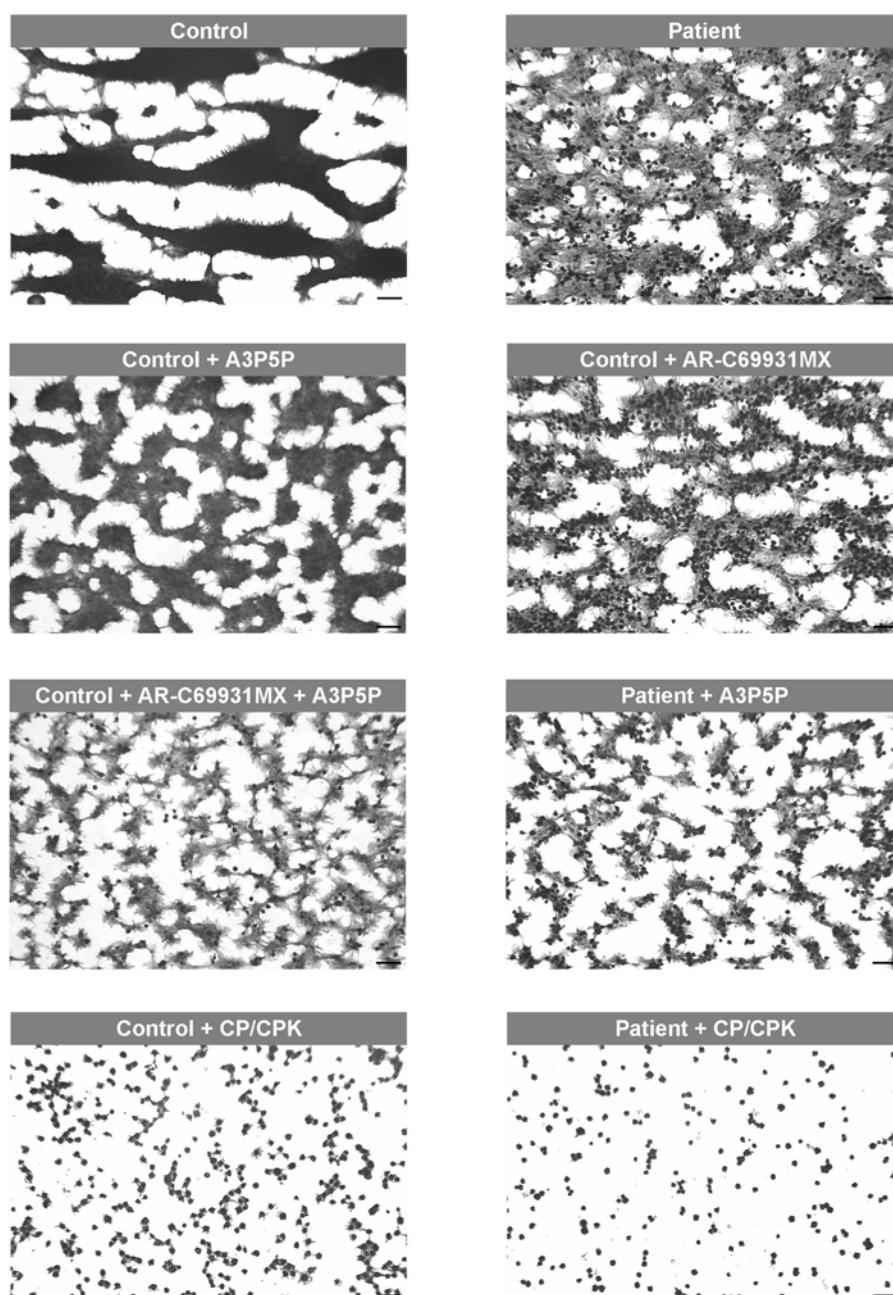 Control
Patient
Control + A3P5P
Control + AR-C69931MX
Control + AR-C69931MX + A3P5P
Patient + A3P5P
Control + CP/CPK
Patient + CP/CPK